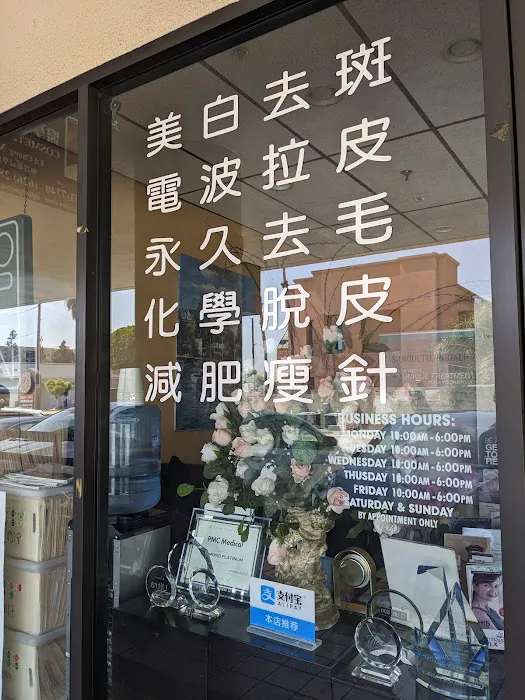 美白去斑
電波拉皮
永久去毛
化學脫皮
減肥瘦針
BUSINESS HOURS:
MONDAY 10:00AM - 6:00PM
TUESDAY 10:00AM - 6:00PM
WEDNESDAY 10:00AM - 6:00PM
THURSDAY 10:00AM - 6:00PM
FRIDAY 10:00AM - 6:00PM
SATURDAY & SUNDAY
BY APPOINTMENT ONLY
PMC Medical
支付宝
ALIPAY
本店推荐